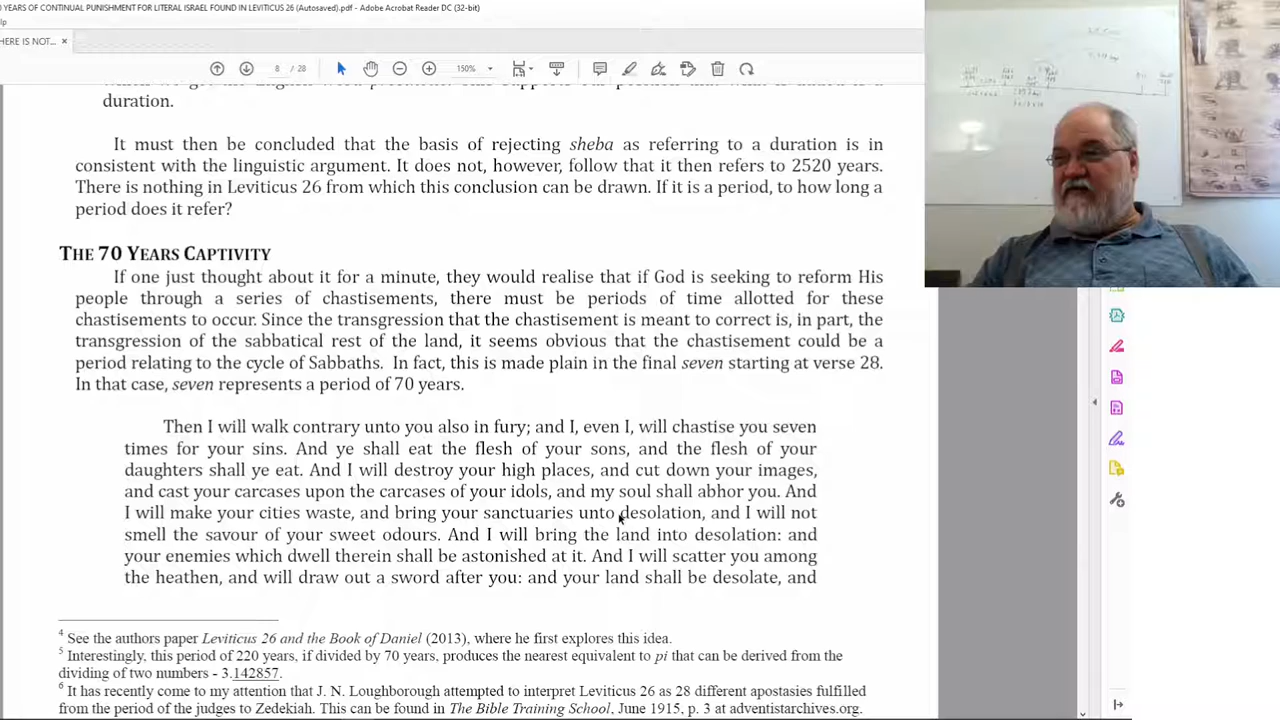 0 YEARS OF CONTINUAL PUNISHMENT FOR LITERAL ISRAEL FOUND IN LEVITICUS 26 (Autosaved).pdf - Adobe Acrobat Reader DC (32-bit)
lp
HERE IS NOT... ×
8 / 28
150%
duration.
It must then be concluded that the basis of rejecting sheba as referring to a duration is in
consistent with the linguistic argument. It does not, however, follow that it then refers to 2520 years.
There is nothing in Leviticus 26 from which this conclusion can be drawn. If it is a period, to how long a
period does it refer?
THE 70 YEARS CAPTIVITY
If one just thought about it for a minute, they would realise that if God is seeking to reform His
people through a series of chastisements, there must be periods of time allotted for these
chastisements to occur. Since the transgression that the chastisement is meant to correct is, in part, the
transgression of the sabbatical rest of the land, it seems obvious that the chastisement could be a
period relating to the cycle of Sabbaths. In fact, this is made plain in the final seven starting at verse 28.
In that case, seven represents a period of 70 years.
Then I will walk contrary unto you also in fury; and I, even I, will chastise you seven
times for your sins. And ye shall eat the flesh of your sons, and the flesh of your
daughters shall ye eat. And I will destroy your high places, and cut down your images,
and cast your carcases upon the carcases of your idols, and my soul shall abhor you. And
I will make your cities waste, and bring your sanctuaries unto desolation, and I will not
smell the savour of your sweet odours. And I will bring the land into desolation: and
your enemies which dwell therein shall be astonished at it. And I will scatter you among
the heathen, and will draw out a sword after you: and your land shall be desolate, and
4 See the authors paper Leviticus 26 and the Book of Daniel (2013), where he first explores this idea.
5 Interestingly, this period of 220 years, if divided by 70 years, produces the nearest equivalent to pi that can be derived from the
dividing of two numbers - 3.142857.
6 It has recently come to my attention that J. N. Loughborough attempted to interpret Leviticus 26 as 28 different apostasies fulfilled
from the period of the judges to Zedekiah. This can be found in The Bible Training School, June 1915, p. 3 at adventistarchives.org.